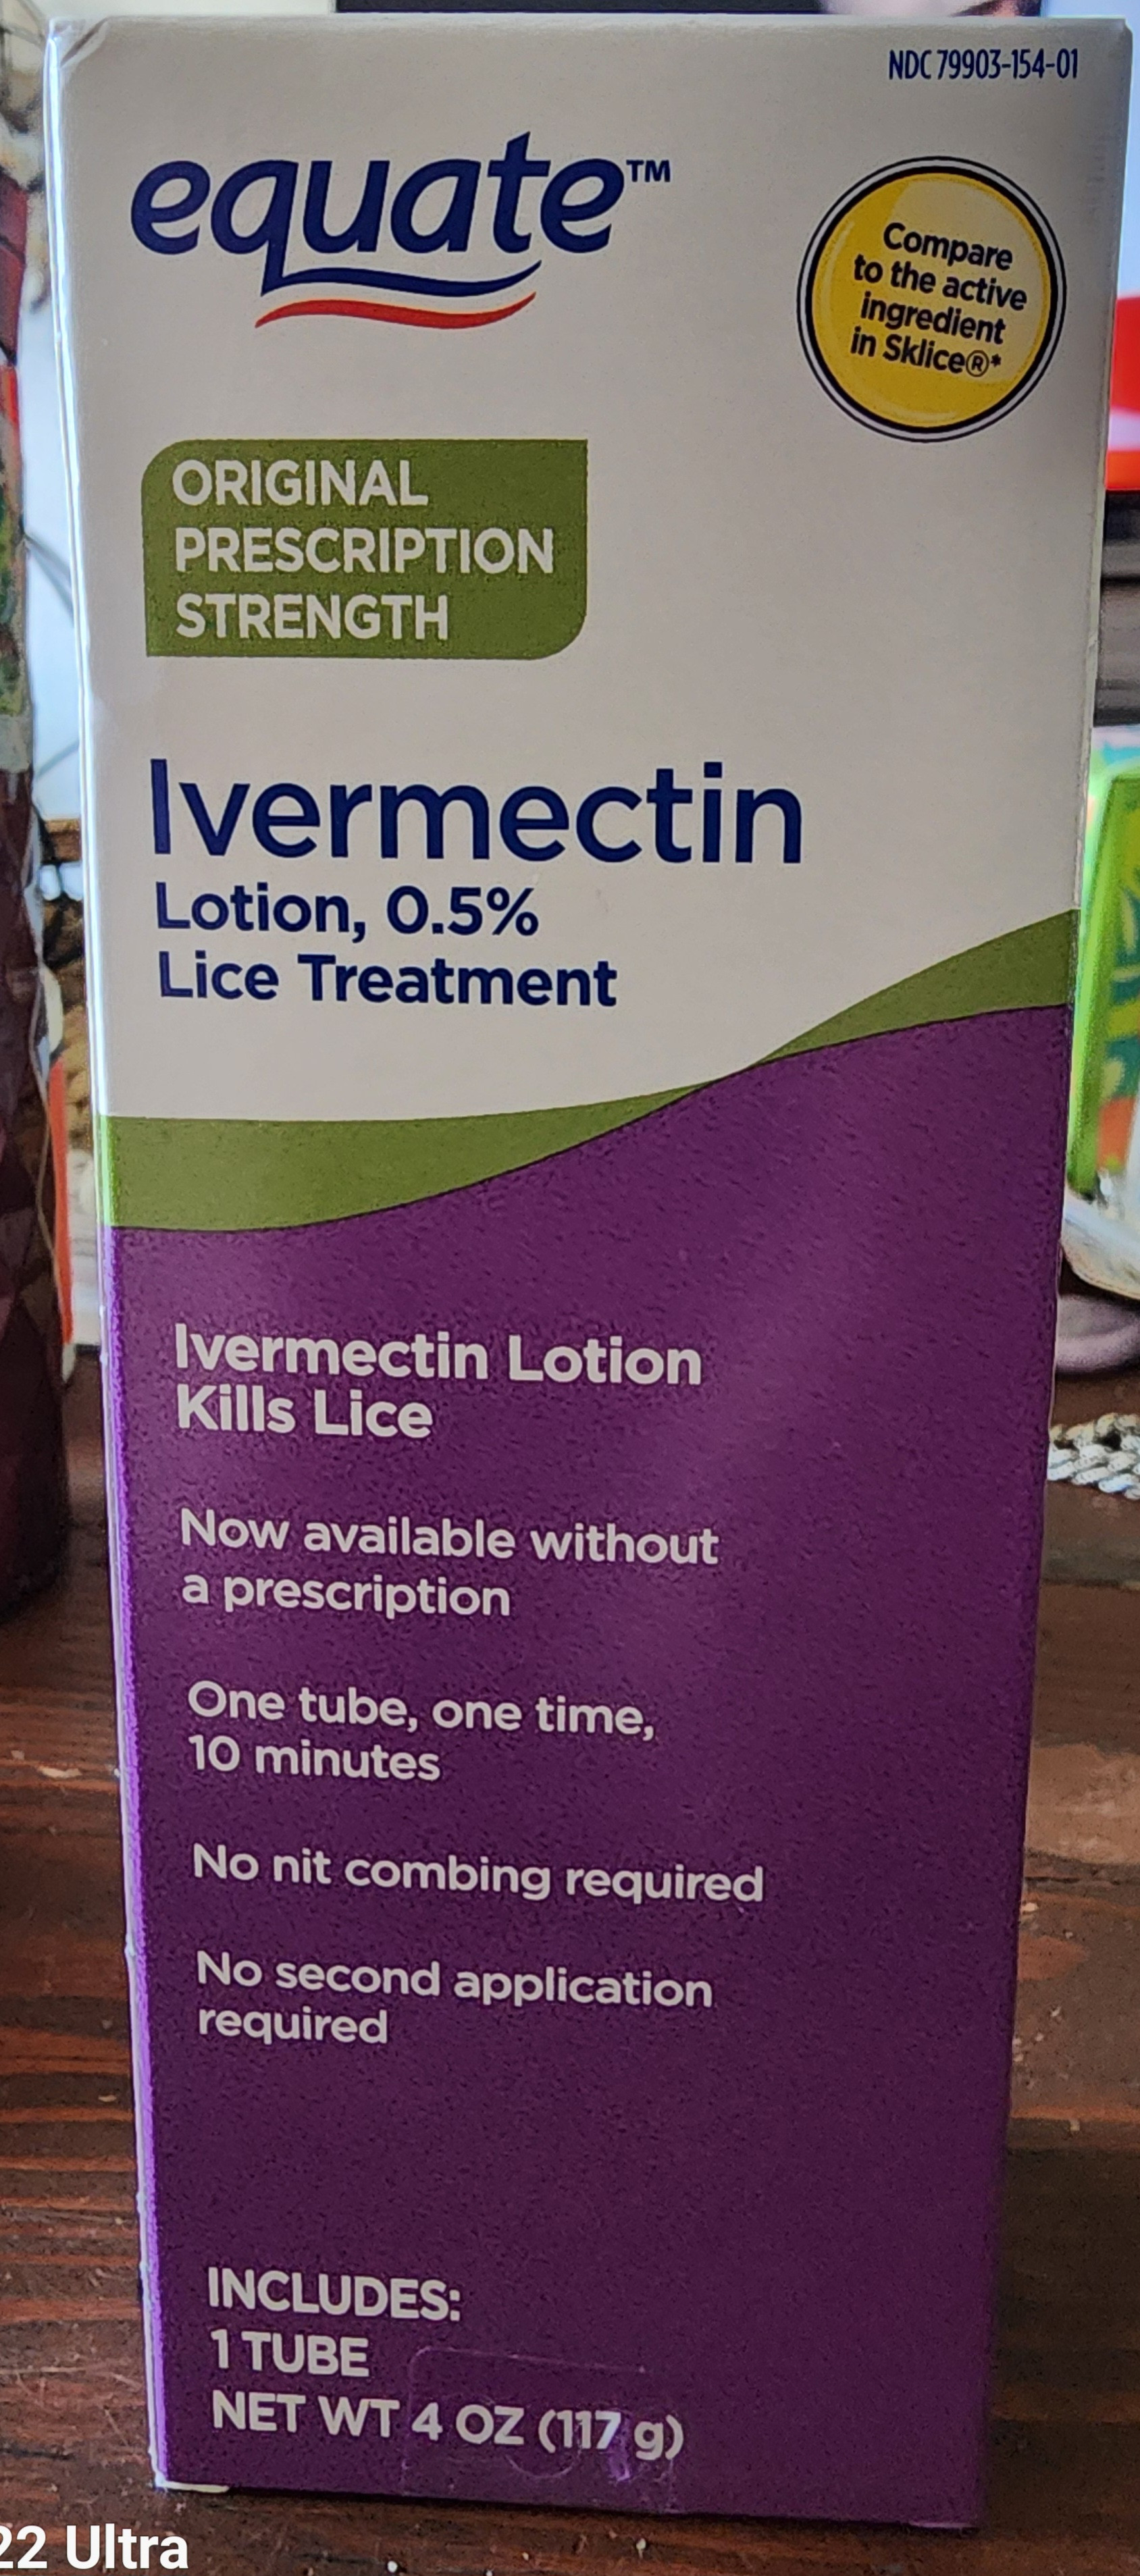 NDC 79903-154-01
equate™
Compare
to the active
ingredient
in Sklice®*
ORIGINAL
PRESCRIPTION
STRENGTH
Ivermectin
Lotion, 0.5%
Lice Treatment
Ivermectin Lotion
Kills Lice
Now available without
a prescription
One tube, one time,
10 minutes
No nit combing required
No second application
required
INCLUDES:
1 TUBE
NET WT 4 OZ (117 g)
22 Ultra